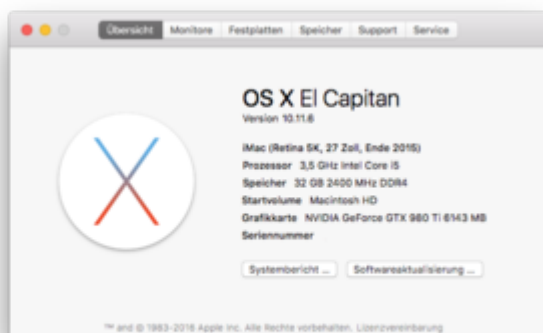 Übersicht Monitore Festplatten Speicher Support Service
OS X El Capitan
Version 10.11.6
iMac (Retina 5K, 27 Zoll, Ende 2015)
Prozessor 3,5 GHz Intel Core i5
Speicher 32 GB 2400 MHz DDR4
Startvolume Macintosh HD
Grafikkarte NVIDIA GeForce GTX 980 Ti 6143 MB
Seriennummer
Systembericht ... Softwareaktualisierung ...
™ and © 1983-2016 Apple Inc. Alle Rechte vorbehalten. Lizenzvereinbarung